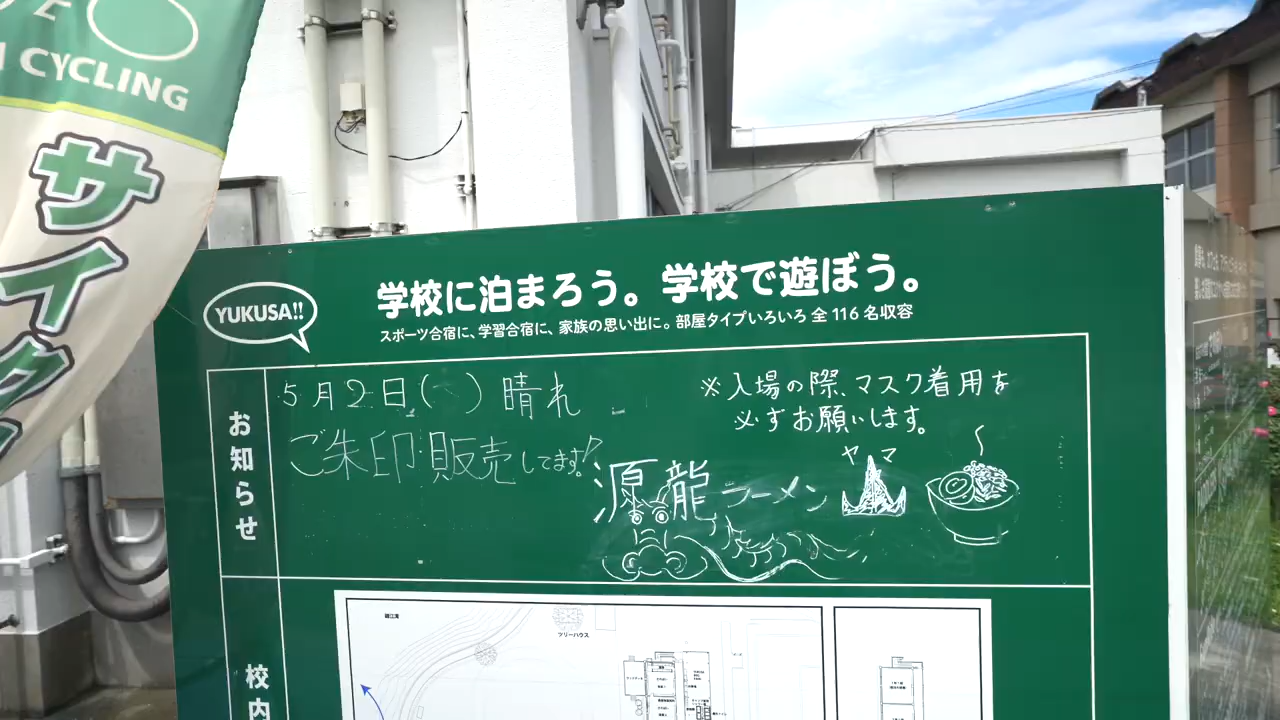 CYCLING
サイク
YUKUSA!!
学校に泊まろう。学校で遊ぼう。
スポーツ合宿に、学習合宿に、家族の思い出に。部屋タイプいろいろ 全116名収容
お知らせ
5月2日( )晴れ
ご朱印販売してます!
※入場の際、マスク着用を
必ずお願いします。
源龍ラーメン
ヤマ
校内
錦江湾
ツリーハウス